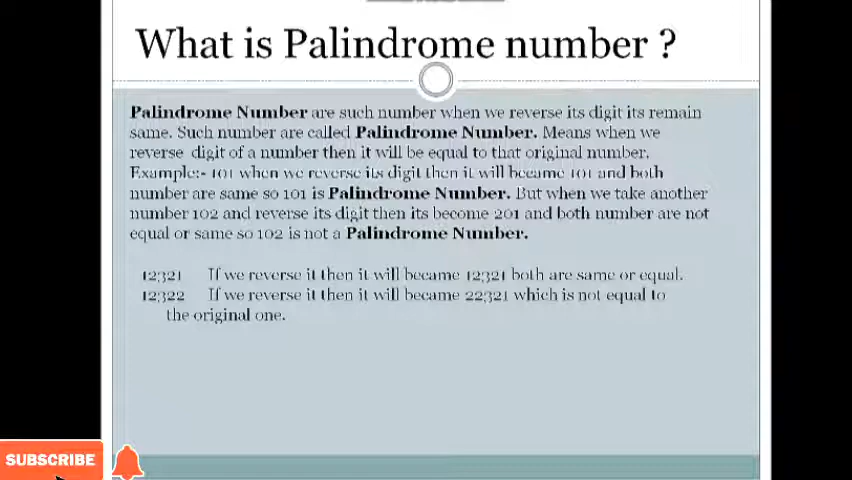 What is Palindrome number ?
Palindrome Number are such number when we reverse its digit its remain
same. Such number are called Palindrome Number. Means when we
reverse digit of a number then it will be equal to that original number.
Example:- 101 when we reverse its digit then it will became 101 and both
number are same so 101 is Palindrome Number. But when we take another
number 102 and reverse its digit then its become 201 and both number are not
equal or same so 102 is not a Palindrome Number.
12321 If we reverse it then it will became 12321 both are same or equal.
12322 If we reverse it then it will became 22321 which is not equal to
the original one.
SUBSCRIBE